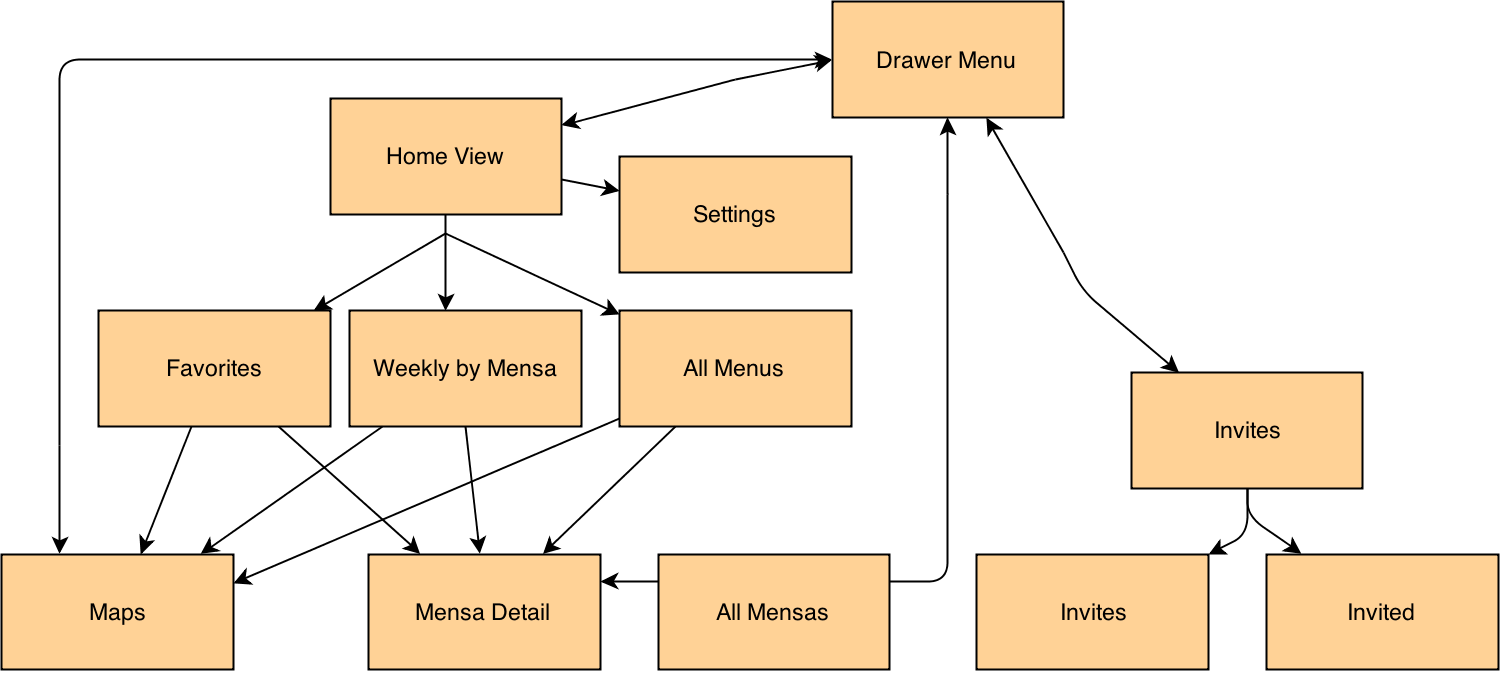 Drawer Menu
Home View
Settings
Favorites
Weekly by Mensa
All Menus
Invites
Maps
Mensa Detail
All Mensas
Invites
Invited